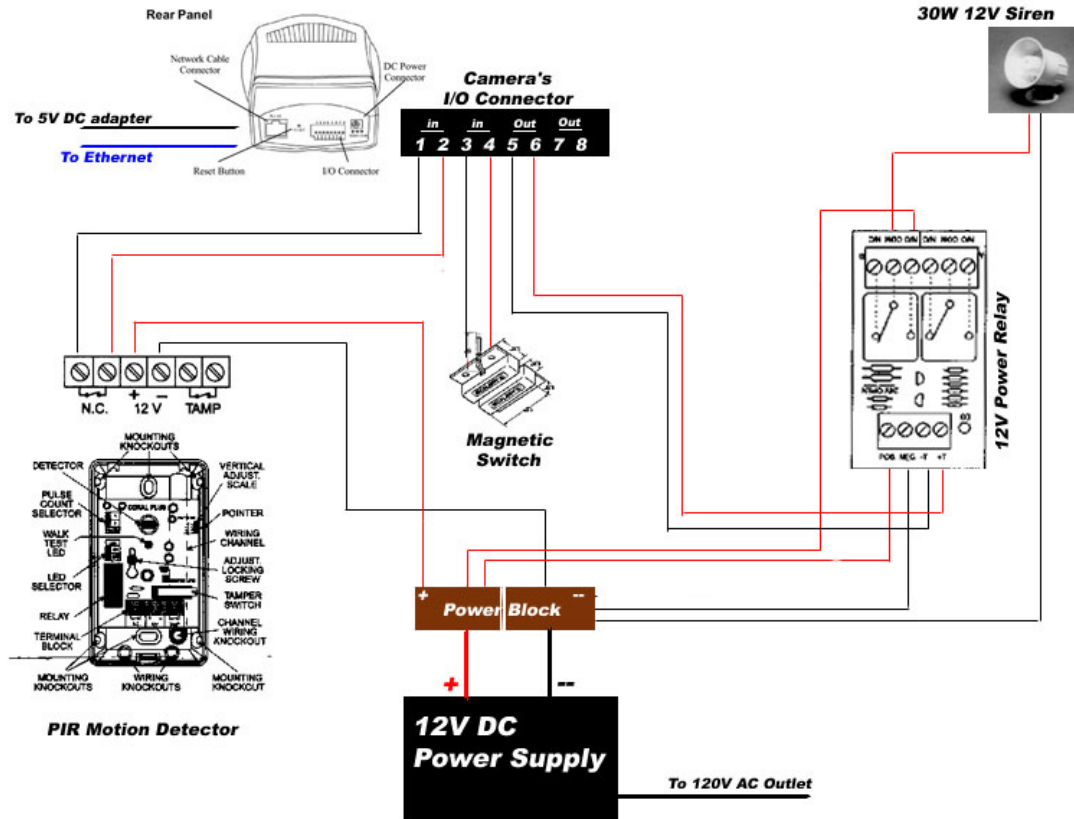 Rear Panel
30W 12V Siren
Network Cable
Connector
DC Power
Connector
Camera's
I/O Connector
To 5V DC adapter
in in Out Out
1 2 3 4 5 6 7 8
To Ethernet
Reset Button
I/O Connector
N/C COM N/O N/C COM N/O
12V Power Relay
+ −
N.C. 12 V TAMP
Magnetic
Switch
POS. NEG. -T +T
MOUNTING
KNOCKOUTS
DETECTOR
VERTICAL
ADJUST.
SCALE
PULSE
COUNT
SELECTOR
CORAL PLUS
POINTER
WALK
TEST
LED
WIRING
CHANNEL
LED
SELECTOR
ADJUST.
LOCKING
SCREW
RELAY
TAMPER
SWITCH
TERMINAL
BLOCK
CHANNEL
WIRING
KNOCKOUT
MOUNTING
KNOCKOUTS
WIRING
KNOCKOUTS
MOUNTING
KNOCKOUT
+ --
Power Block
+ --
PIR Motion Detector
12V DC
Power Supply
To 120V AC Outlet